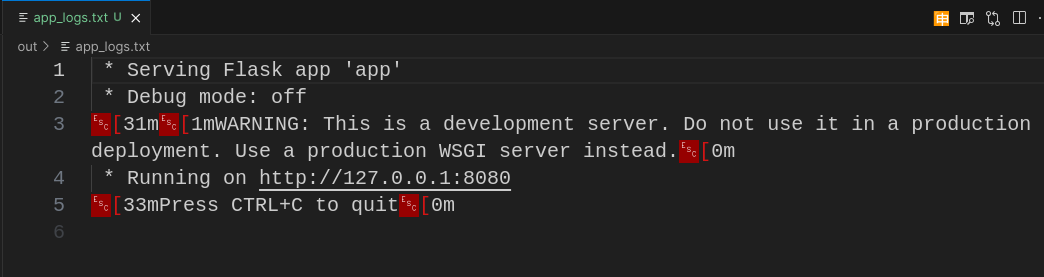 app_logs.txt U
out > app_logs.txt
1 * Serving Flask app 'app'
2 * Debug mode: off
3 ESC[31mESC[1mWARNING: This is a development server. Do not use it in a production
deployment. Use a production WSGI server instead.ESC[0m
4 * Running on http://127.0.0.1:8080
5 ESC[33mPress CTRL+C to quitESC[0m
6